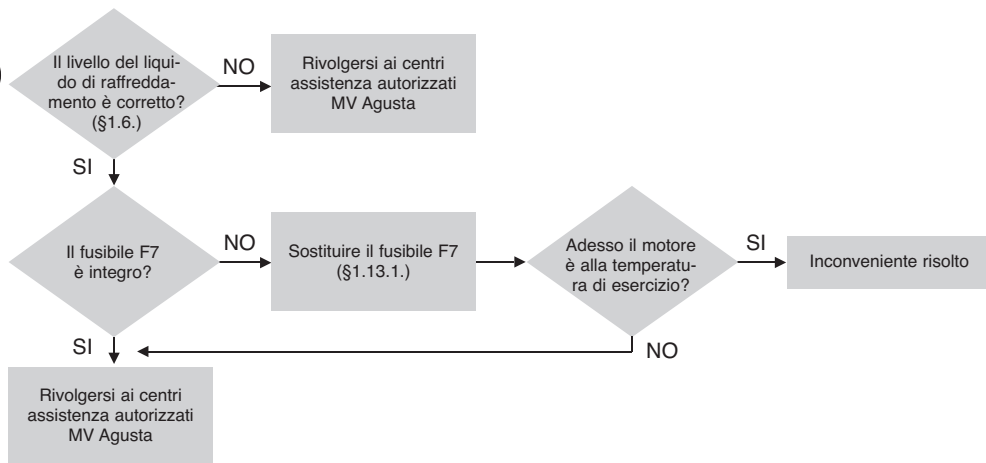 Il livello del liqui-
do di raffredda-
mento è corretto?
(§1.6.)
NO
Rivolgersi ai centri
assistenza autorizzati
MV Agusta
SI
Il fusibile F7
è integro?
NO
Sostituire il fusibile F7
(§1.13.1.)
Adesso il motore
è alla temperatu-
ra di esercizio?
SI
Inconveniente risolto
SI
NO
Rivolgersi ai centri
assistenza autorizzati
MV Agusta